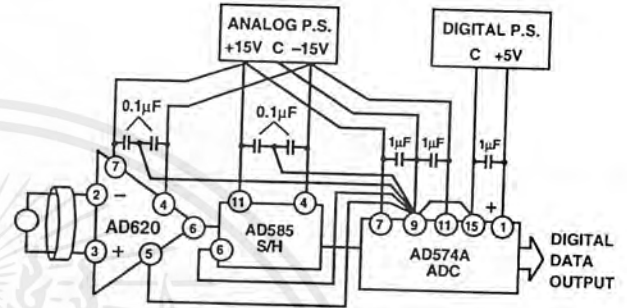 ANALOG P.S.
+15V C –15V
DIGITAL P.S.
C +5V
0.1μF
0.1μF
1μF
1μF
1μF
+
7
2
–
4
11
4
7
9
11
15
1
AD620
6
AD585
S/H
6
AD574A
ADC
3
+
5
DIGITAL
DATA
OUTPUT